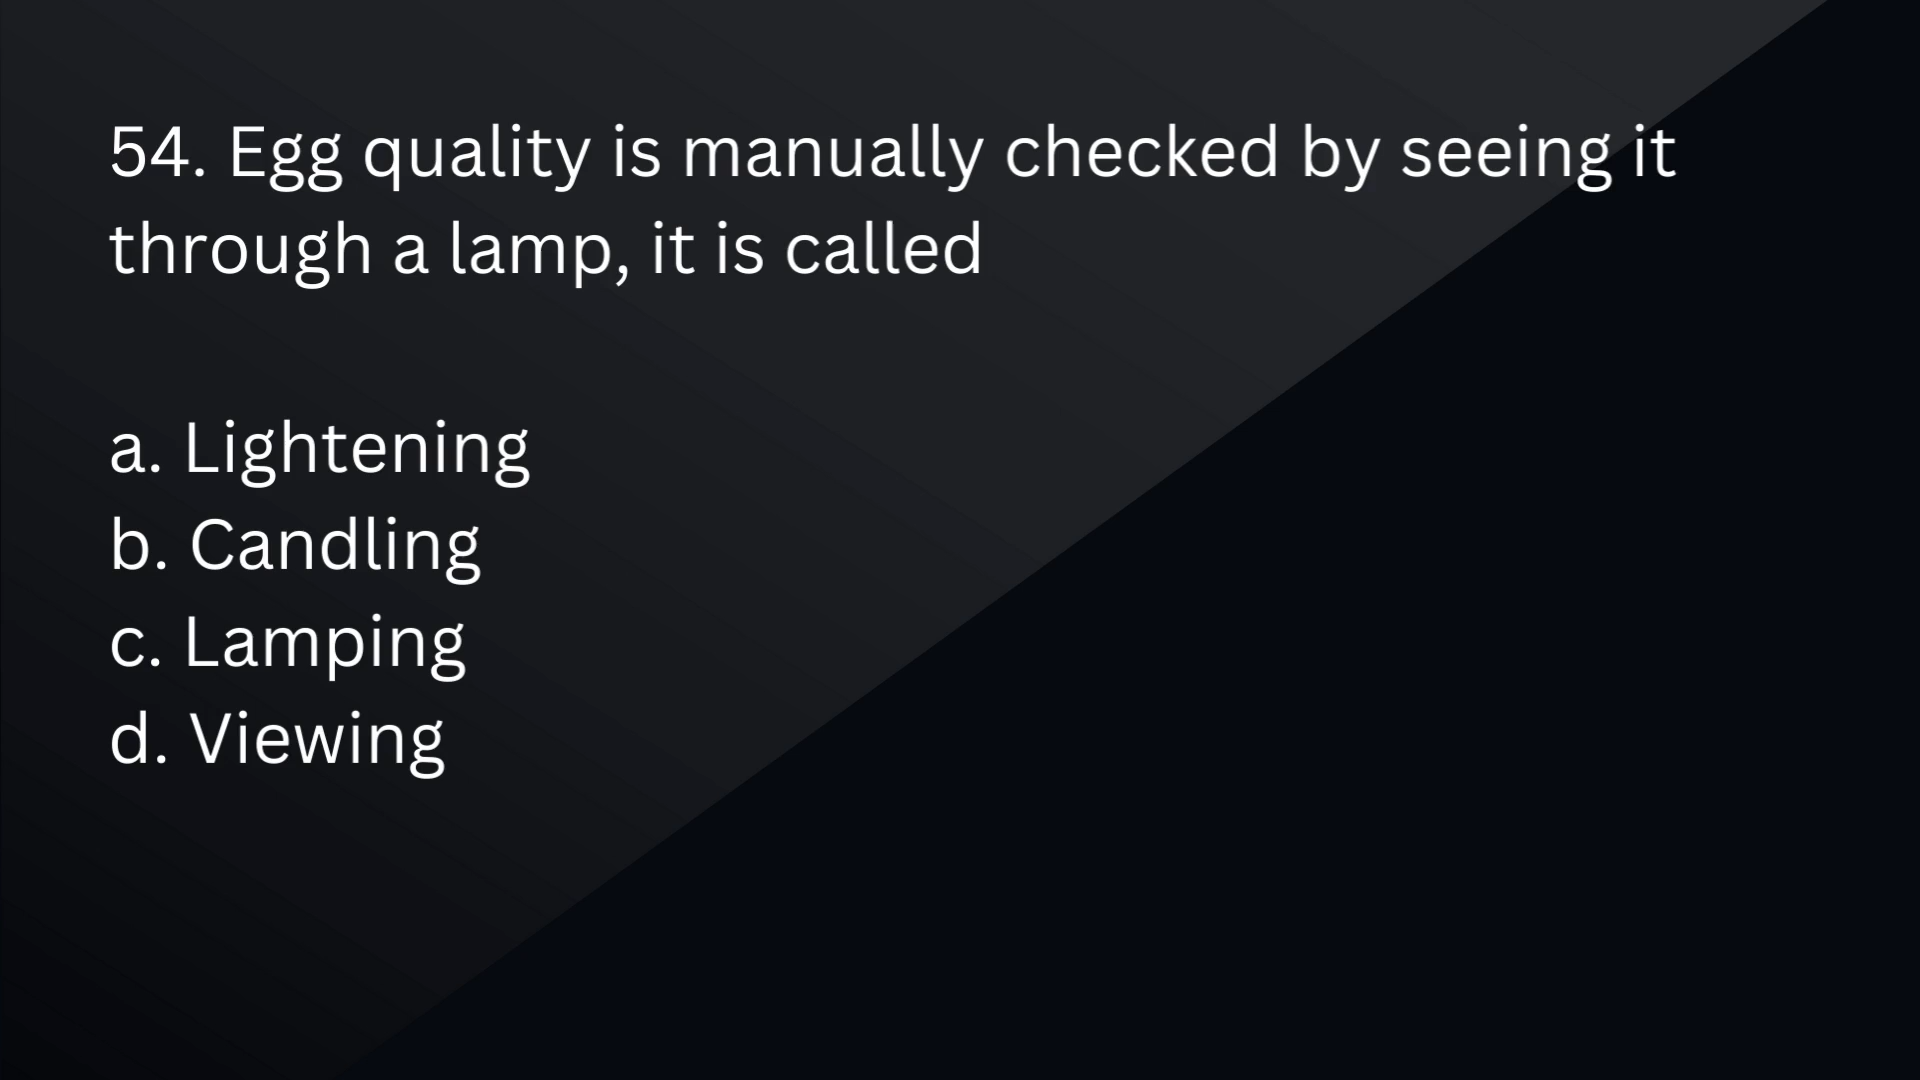 54. Egg quality is manually checked by seeing it
through a lamp, it is called
a. Lightening
b. Candling
c. Lamping
d. Viewing